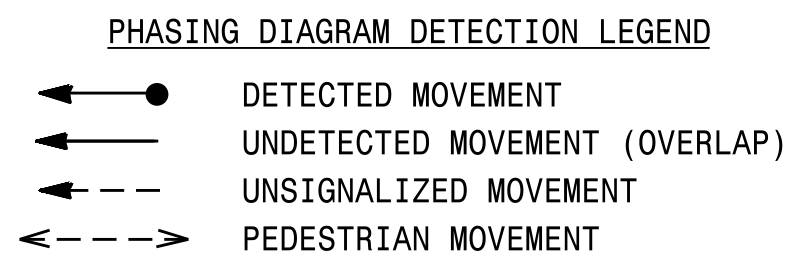 PHASING DIAGRAM DETECTION LEGEND
DETECTED MOVEMENT
UNDETECTED MOVEMENT (OVERLAP)
UNSIGNALIZED MOVEMENT
PEDESTRIAN MOVEMENT